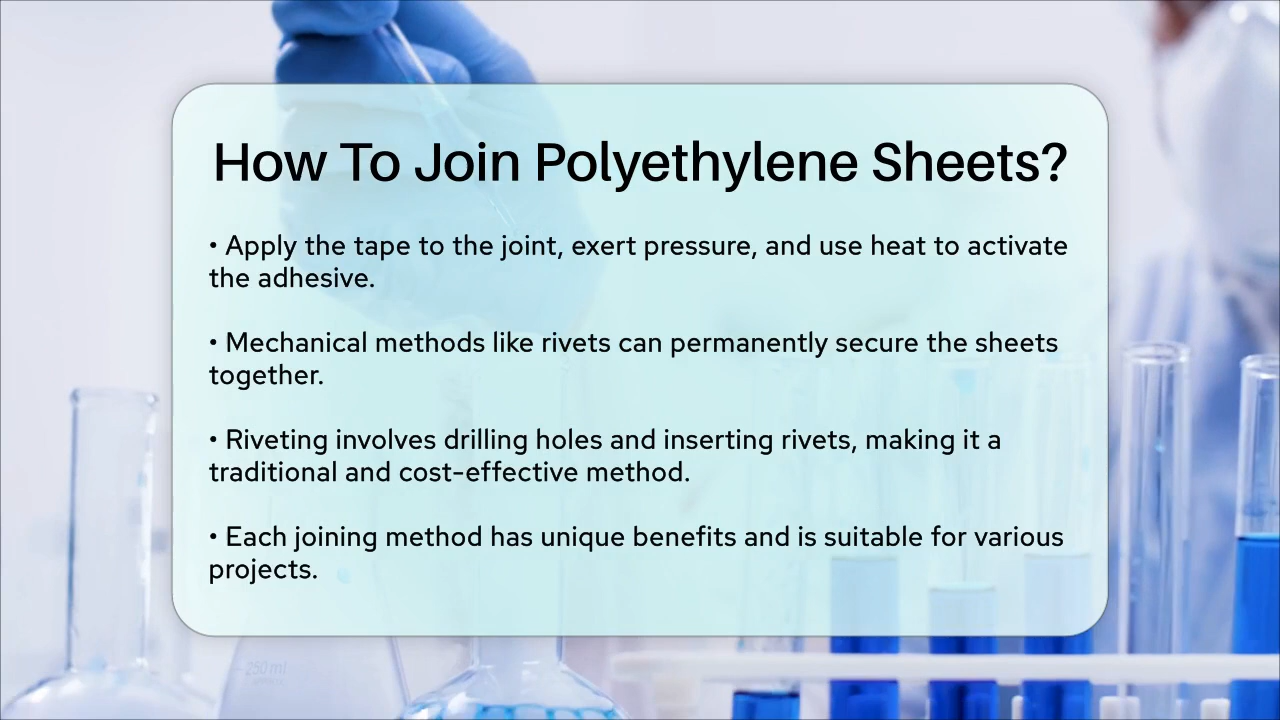 How To Join Polyethylene Sheets?
• Apply the tape to the joint, exert pressure, and use heat to activate
the adhesive.
• Mechanical methods like rivets can permanently secure the sheets
together.
• Riveting involves drilling holes and inserting rivets, making it a
traditional and cost-effective method.
• Each joining method has unique benefits and is suitable for various
projects.
250 ml